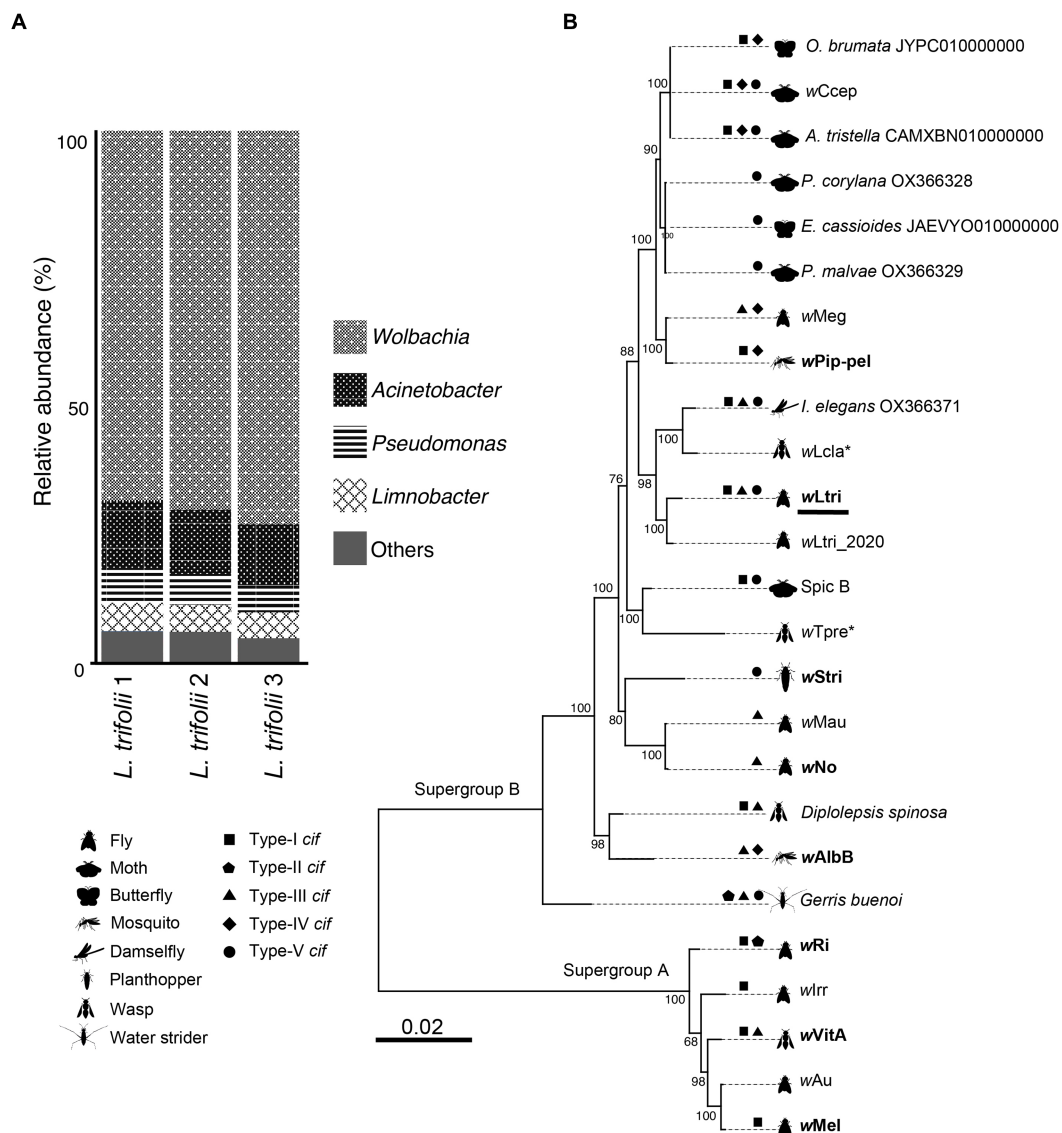 A
100
50
0
Relative abundance (%)
L. trifolii 1
L. trifolii 2
L. trifolii 3
Wolbachia
Acinetobacter
Pseudomonas
Limnobacter
Others
Fly
Moth
Butterfly
Mosquito
Damselfly
Planthopper
Wasp
Water strider
Type-I cif
Type-II cif
Type-III cif
Type-IV cif
Type-V cif
B
O. brumata JYPC010000000
100
wCcep
A. tristella CAMXBN010000000
90
P. corylana OX366328
100
100
E. cassioides JAEVYO010000000
P. malvae OX366329
wMeg
100
88
wPip-pel
I. elegans OX366371
100
wLcla*
76
98
wLtri
100
wLtri_2020
100
Spic B
100
wTpre*
wStri
100
80
wMau
100
wNo
Supergroup B
Diplolepsis spinosa
98
wAlbB
Gerris buenoi
wRi
Supergroup A
100
wIrr
68
wVitA
98
wAu
100
wMel
0.02